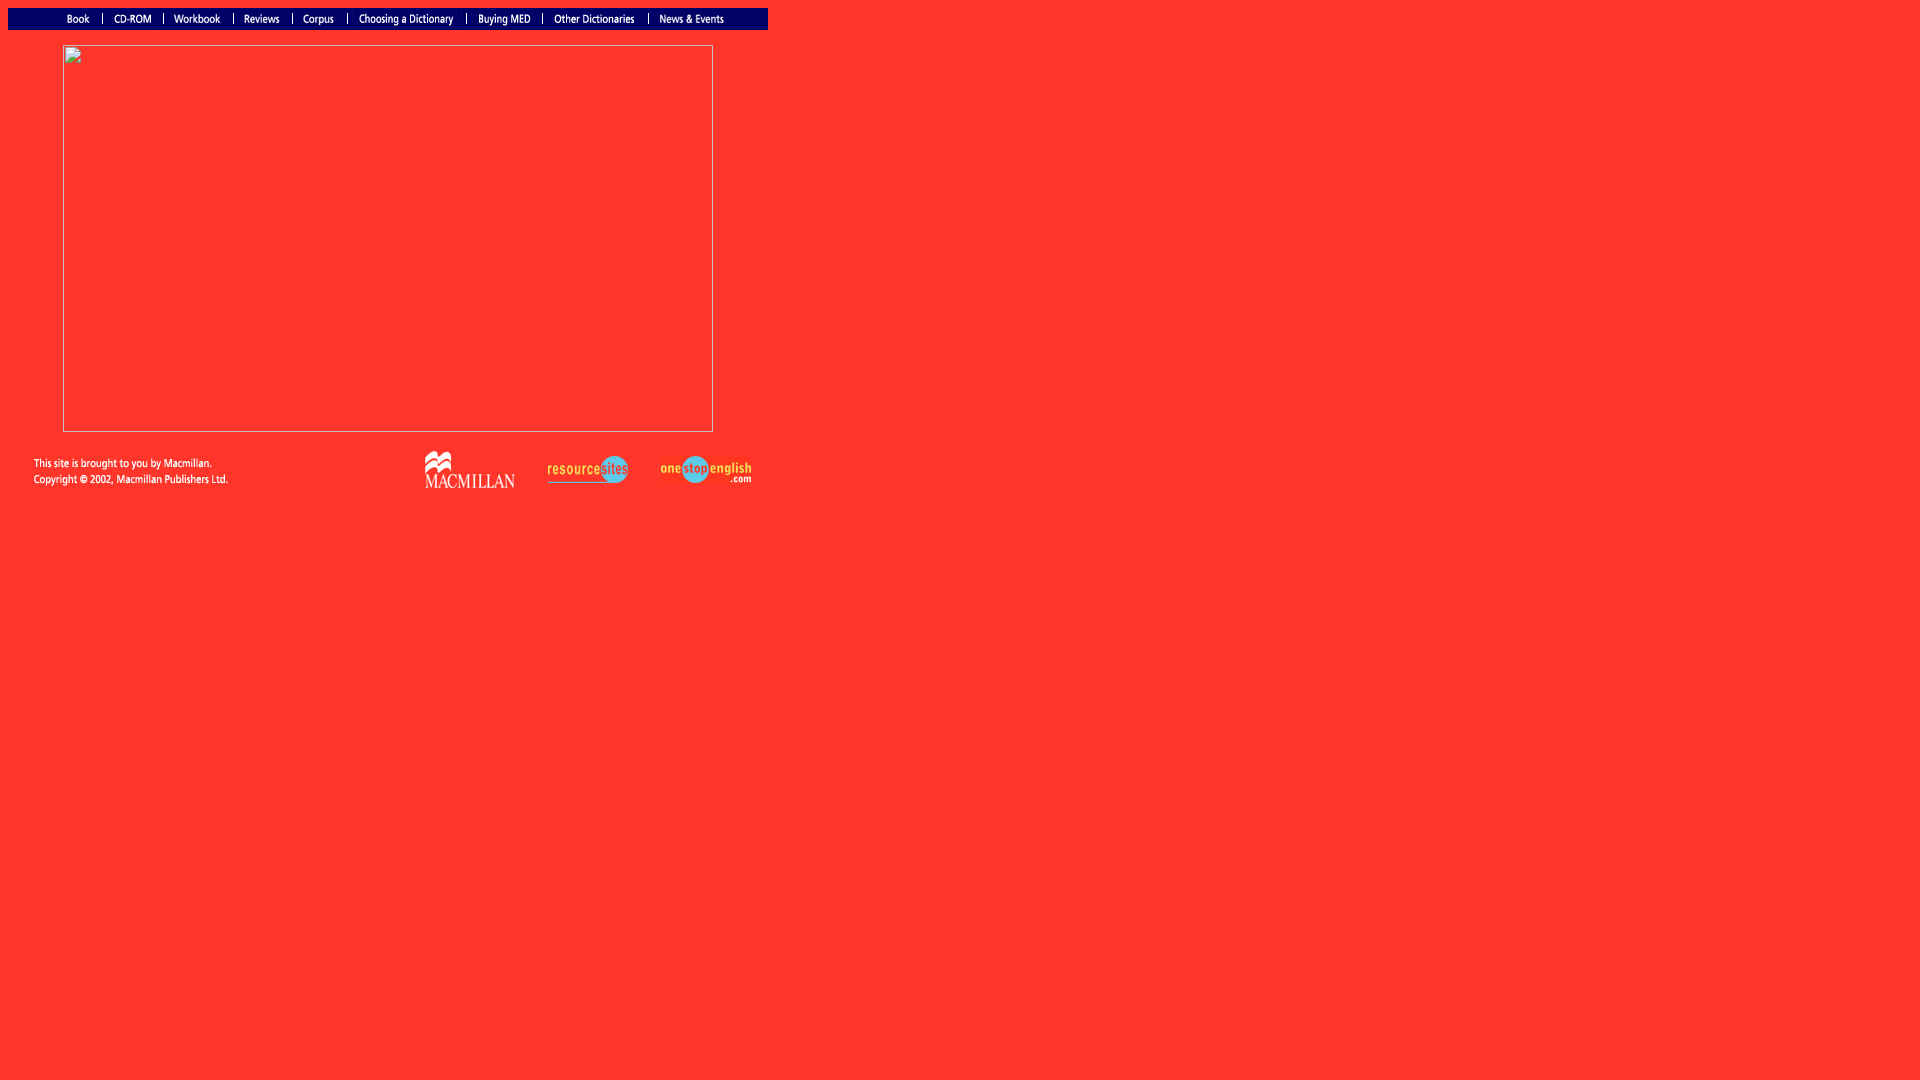 Book | CD-ROM | Workbook | Reviews | Corpus | Choosing a Dictionary | Buying MED | Other Dictionaries | News & Events
This site is brought to you by Macmillan.
Copyright © 2002, Macmillan Publishers Ltd.
MACMILLAN
resourcesites
onestopenglish
.com